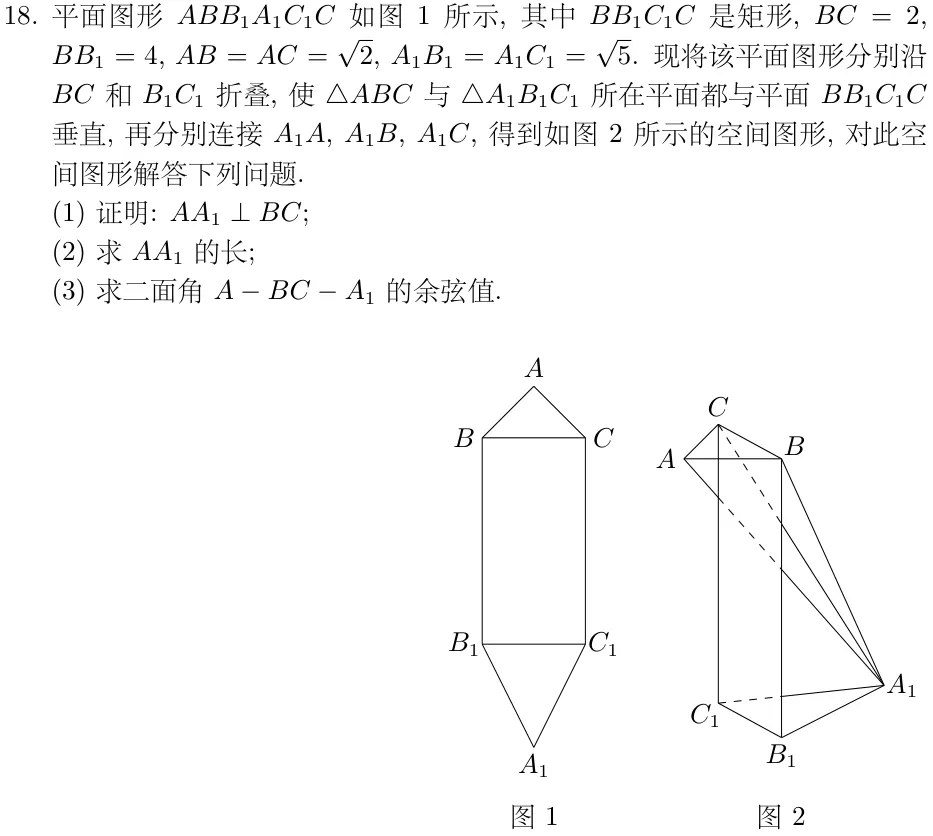 18. 平面图形 ABB₁A₁C₁C 如图 1 所示, 其中 BB₁C₁C 是矩形, BC = 2,
BB₁ = 4, AB = AC = √2, A₁B₁ = A₁C₁ = √5. 现将该平面图形分别沿
BC 和 B₁C₁ 折叠, 使 △ABC 与 △A₁B₁C₁ 所在平面都与平面 BB₁C₁C
垂直, 再分别连接 A₁A, A₁B, A₁C, 得到如图 2 所示的空间图形, 对此空
间图形解答下列问题.
(1) 证明: AA₁ ⊥ BC;
(2) 求 AA₁ 的长;
(3) 求二面角 A − BC − A₁ 的余弦值.
A
B
C
B₁
C₁
A₁
图 1
C
B
A
A₁
C₁
B₁
图 2